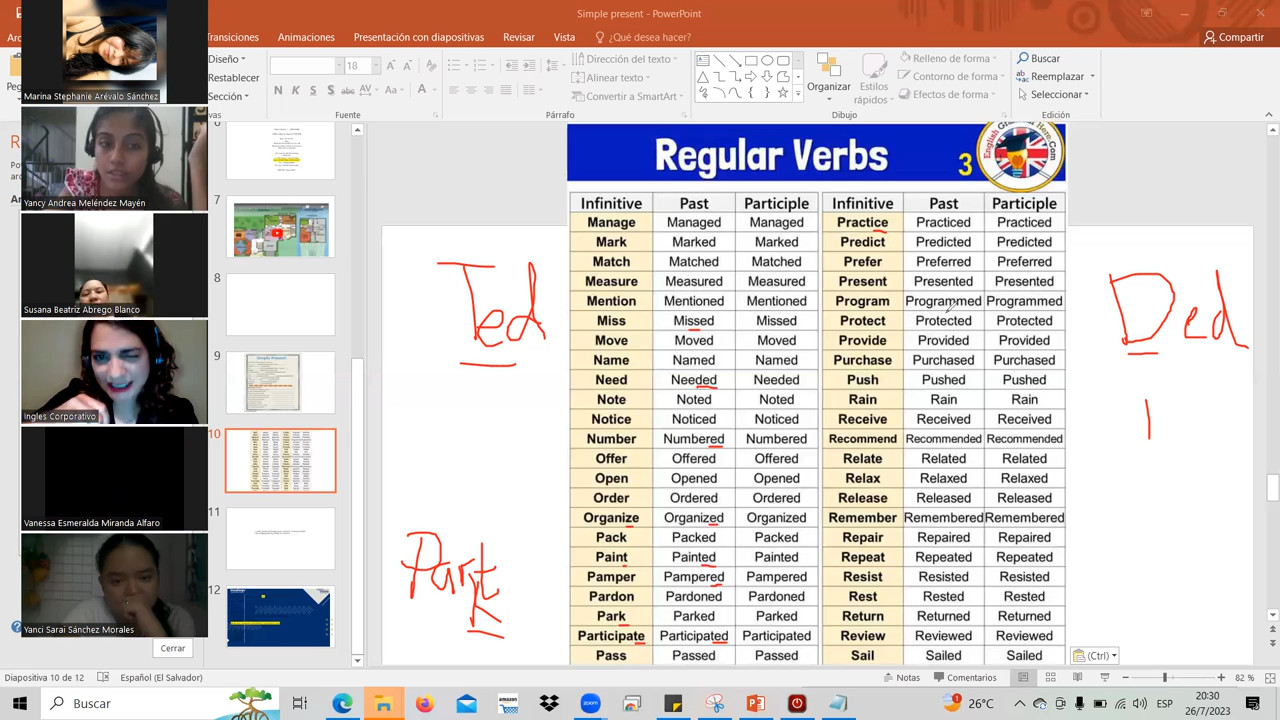 Simple present - PowerPoint
Animaciones Presentación con diapositivas Revisar Vista ¿Qué desea hacer? Compartir
Diseño
Restablecer
Sección
18
Fuente
Dirección del texto
Alinear texto
Convertir a SmartArt
Párrafo
Organizar
Estilos
rápidos
Relleno de forma
Contorno de forma
Efectos de forma
Dibujo
Buscar
Reemplazar
Seleccionar
Edición
Marina Stephanie Arévalo Sánchez
Yancy Andrea Meléndez Mayén
Susana Beatriz Abrego Blanco
Ingles Corporativo
Vanessa Esmeralda Miranda Alfaro
Yanci Sarai Sánchez Morales
Cerrar
7
8
9
10
11
12
Regular Verbs 3
Infinitive Past Participle Infinitive Past Participle
Manage Managed Managed Practice Practiced Practiced
Mark Marked Marked Predict Predicted Predicted
Match Matched Matched Prefer Preferred Preferred
Measure Measured Measured Present Presented Presented
Mention Mentioned Mentioned Program Programmed Programmed
Miss Missed Missed Protect Protected Protected
Move Moved Moved Provide Provided Provided
Name Named Named Purchase Purchased Purchased
Need Needed Needed Push Pushed Pushed
Note Noted Noted Rain Rain Rain
Notice Noticed Noticed Receive Received Received
Number Numbered Numbered Recommend Recommended Recommended
Offer Offered Offered Relate Related Related
Open Opened Opened Relax Relaxed Relaxed
Order Ordered Ordered Release Released Released
Organize Organized Organized Remember Remembered Remembered
Pack Packed Packed Repair Repaired Repaired
Paint Painted Painted Repeat Repeated Repeated
Pamper Pampered Pampered Resist Resisted Resisted
Pardon Pardoned Pardoned Rest Rested Rested
Park Parked Parked Return Returned Returned
Participate Participated Participated Review Reviewed Reviewed
Pass Passed Passed Sail Sailed Sailed
Ted
Part
k
Ded
(Ctrl)
Diapositiva 10 de 12 Español (El Salvador) Notas Comentarios 82 %
Buscar
26°C ESP 26/7/2023